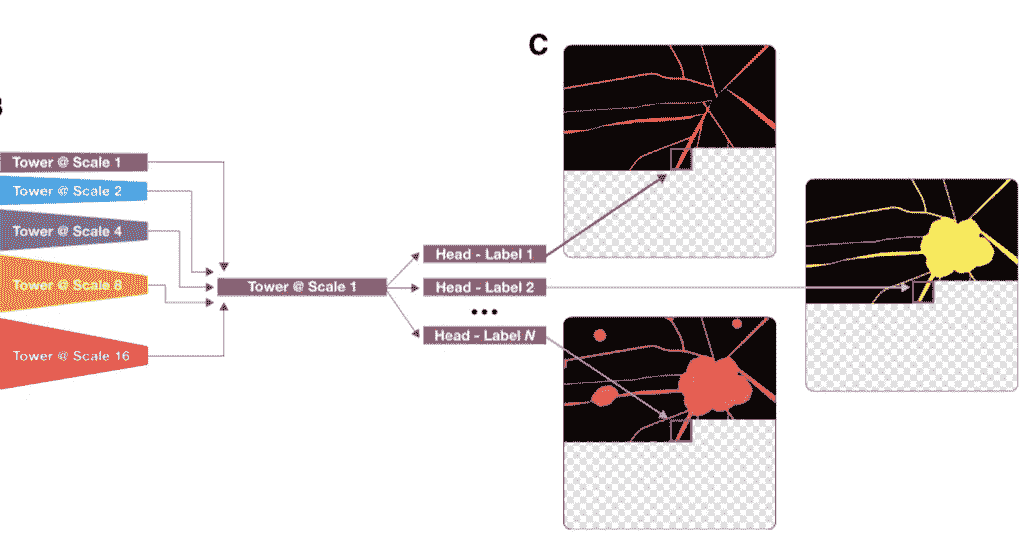 C
Tower @ Scale 1
Tower @ Scale 2
Tower @ Scale 4
Tower @ Scale 8
Tower @ Scale 16
Tower @ Scale 1
Head - Label 1
Head - Label 2
•••
Head - Label N